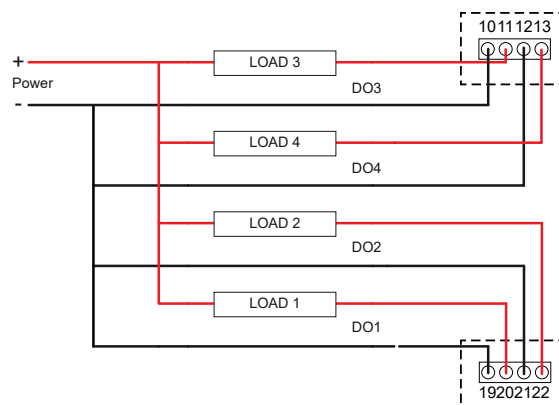 10111213
+
LOAD 3
Power
DO3
-
LOAD 4
DO4
LOAD 2
DO2
LOAD 1
DO1
19202122